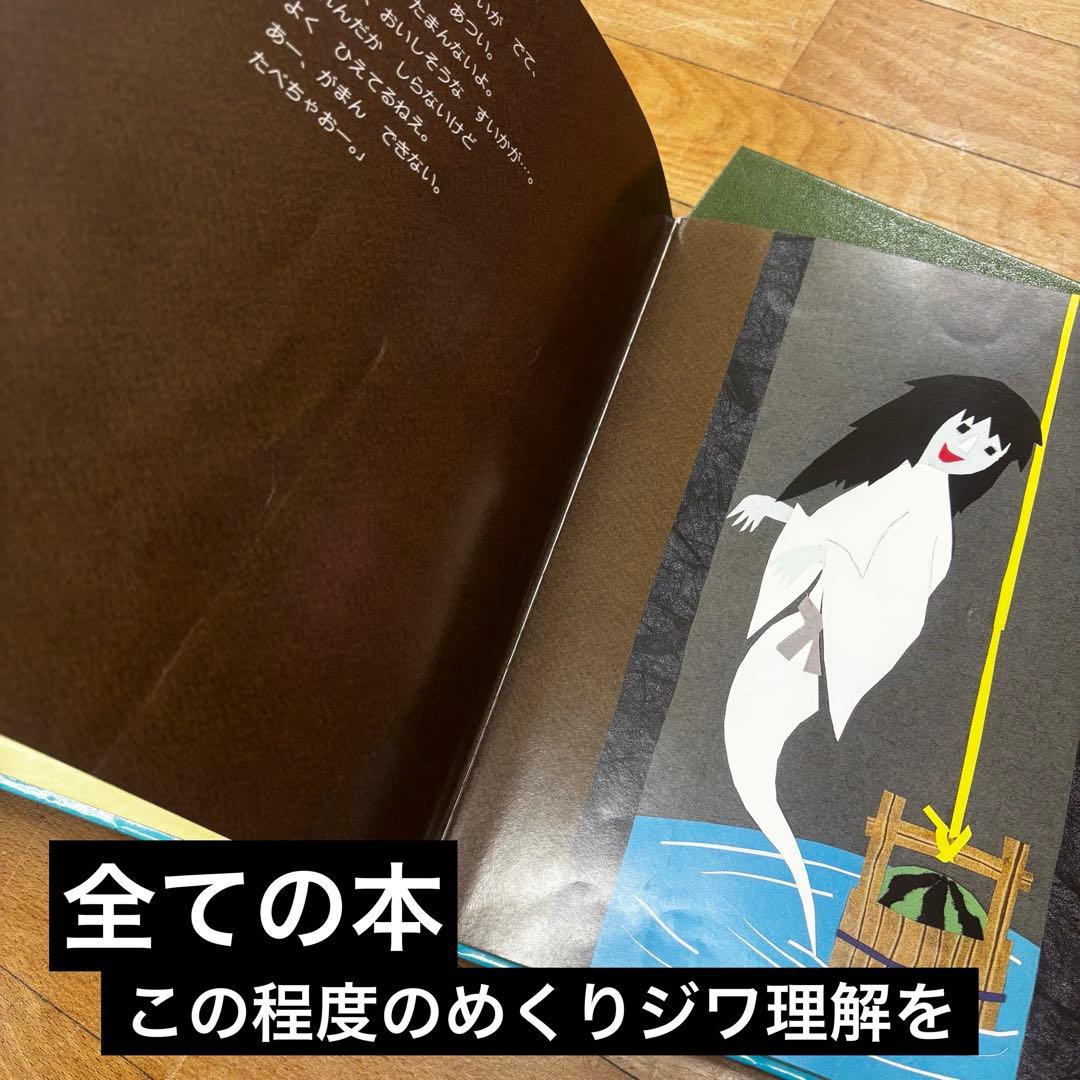 いが　でて、
あつい。
たまんないよ。
おいしそうな　すいかが…。
んだか　しらないけど
よく　ひえてるねえ。
あー、がまん　できない。
たべちゃおー。」
全ての本
この程度のめくりジワ理解を